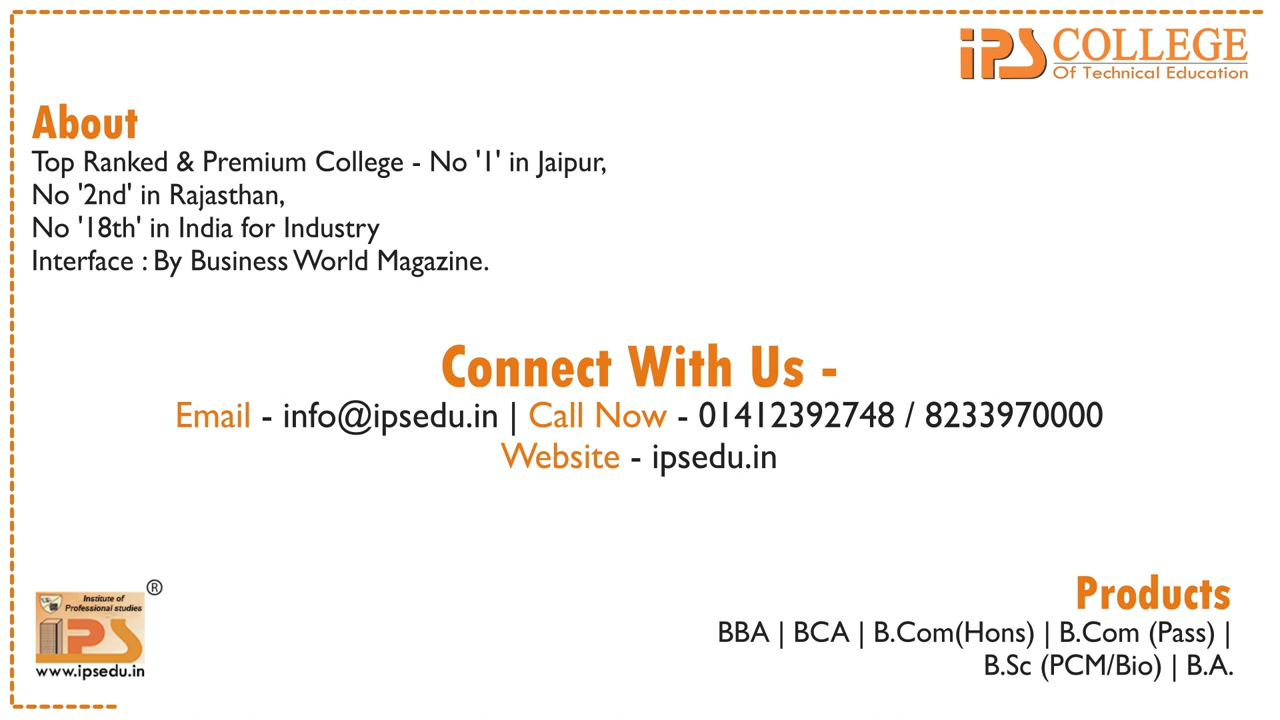 iPS COLLEGE
Of Technical Education
About
Top Ranked & Premium College - No '1' in Jaipur,
No '2nd' in Rajasthan,
No '18th' in India for Industry
Interface : By Business World Magazine.
Connect With Us -
Email - info@ipsedu.in | Call Now - 01412392748 / 8233970000
Website - ipsedu.in
®
Institute of
Professional studies
IPS
www.ipsedu.in
Products
BBA | BCA | B.Com(Hons) | B.Com (Pass) |
B.Sc (PCM/Bio) | B.A.